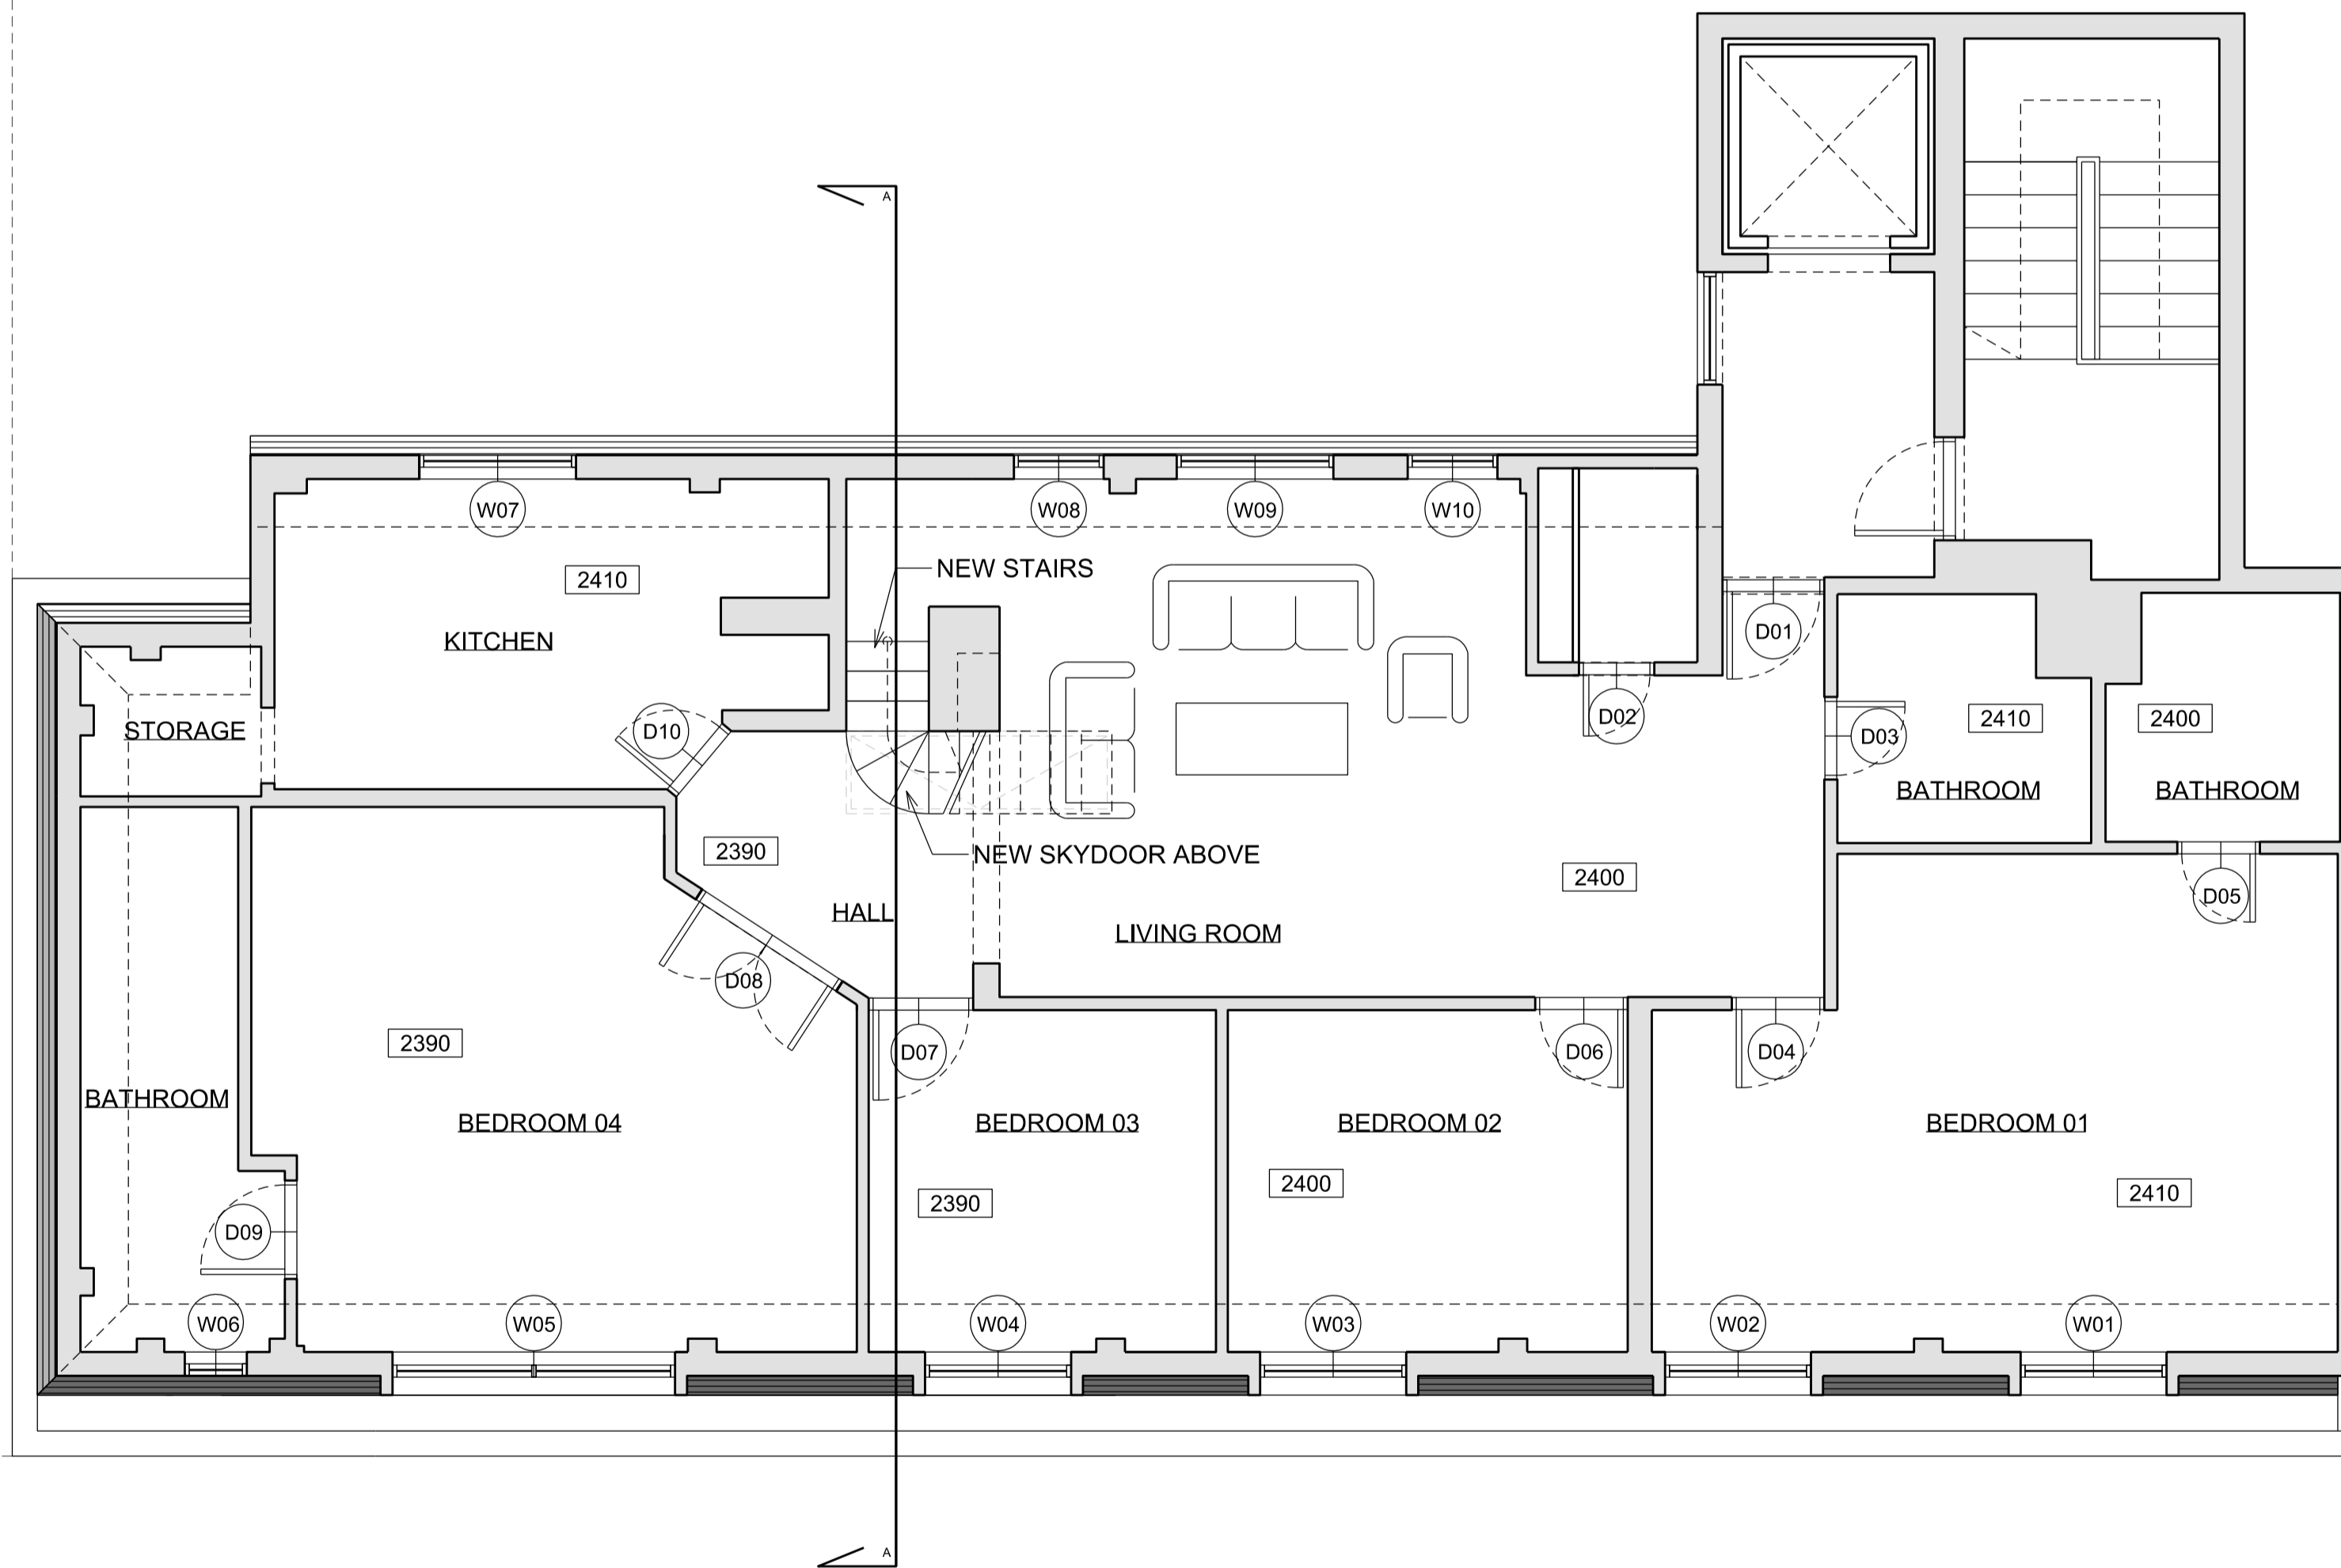 A
W07
W08
W09
W10
NEW STAIRS
2410
KITCHEN
D01
STORAGE
D10
D02
2410
2400
D03
BATHROOM
BATHROOM
2390
NEW SKYDOOR ABOVE
2400
D05
HALL
LIVING ROOM
D08
2390
D07
D06
D04
BATHROOM
BEDROOM 04
BEDROOM 03
BEDROOM 02
BEDROOM 01
2390
2400
2410
D09
W06
W05
W04
W03
W02
W01
A